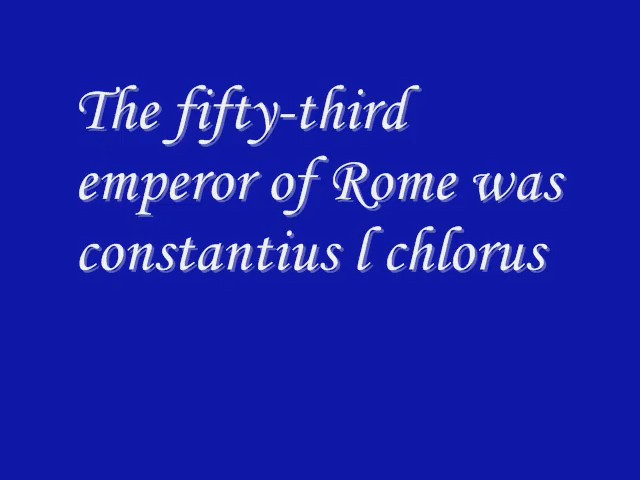 The fifty-third
emperor of Rome was
constantius l chlorus